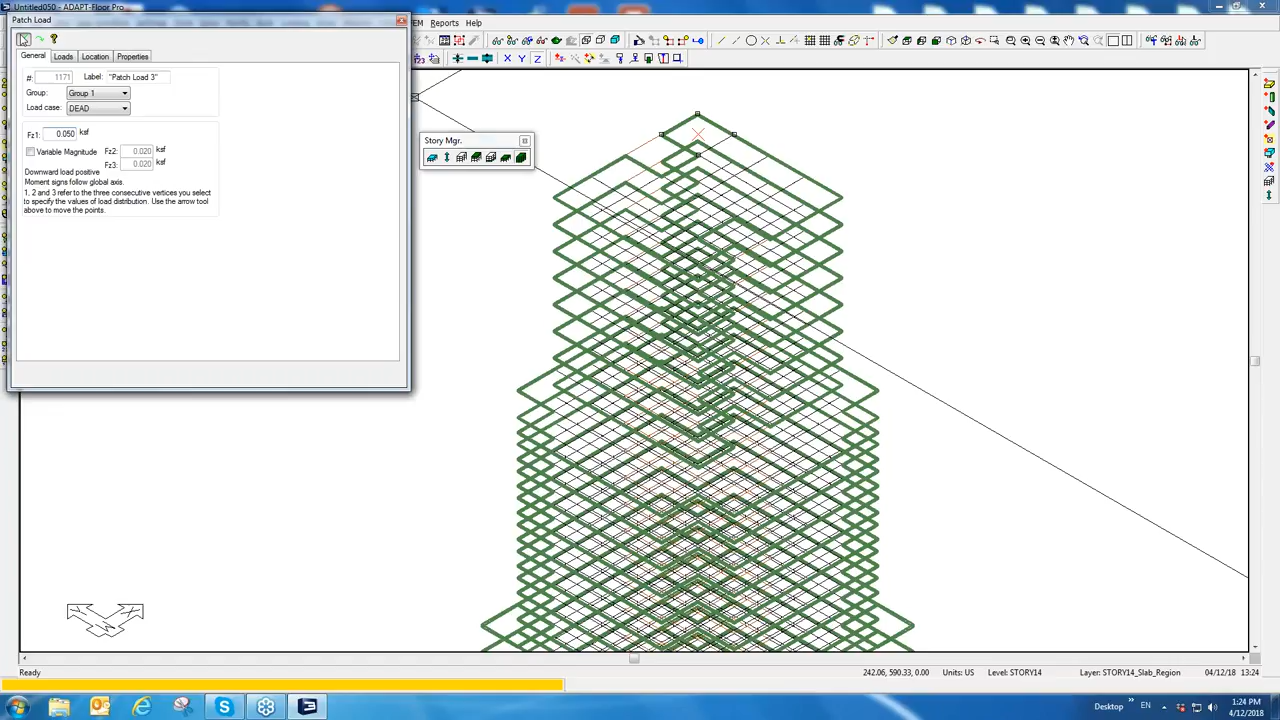 Untitled050 - ADAPT-Floor Pro
Patch Load
Reports Help
General Loads Location Properties
#: 1171 Label: "Patch Load 3"
Group: Group 1
Load case: DEAD
Fz1: 0.050 ksf
Variable Magnitude Fz2: 0.020 ksf
Fz3: 0.020 ksf
Downward load positive
Moment signs follow global axis.
1, 2 and 3 refer to the three consecutive vertices you select
to specify the values of load distribution. Use the arrow tool
above to move the points.
X Y Z
Story Mgr.
Ready 242.06, 590.33, 0.00 Units: US Level: STORY14 Layer: STORY14_Slab_Region 04/12/18 13:24
Desktop EN 1:24 PM
4/12/2018